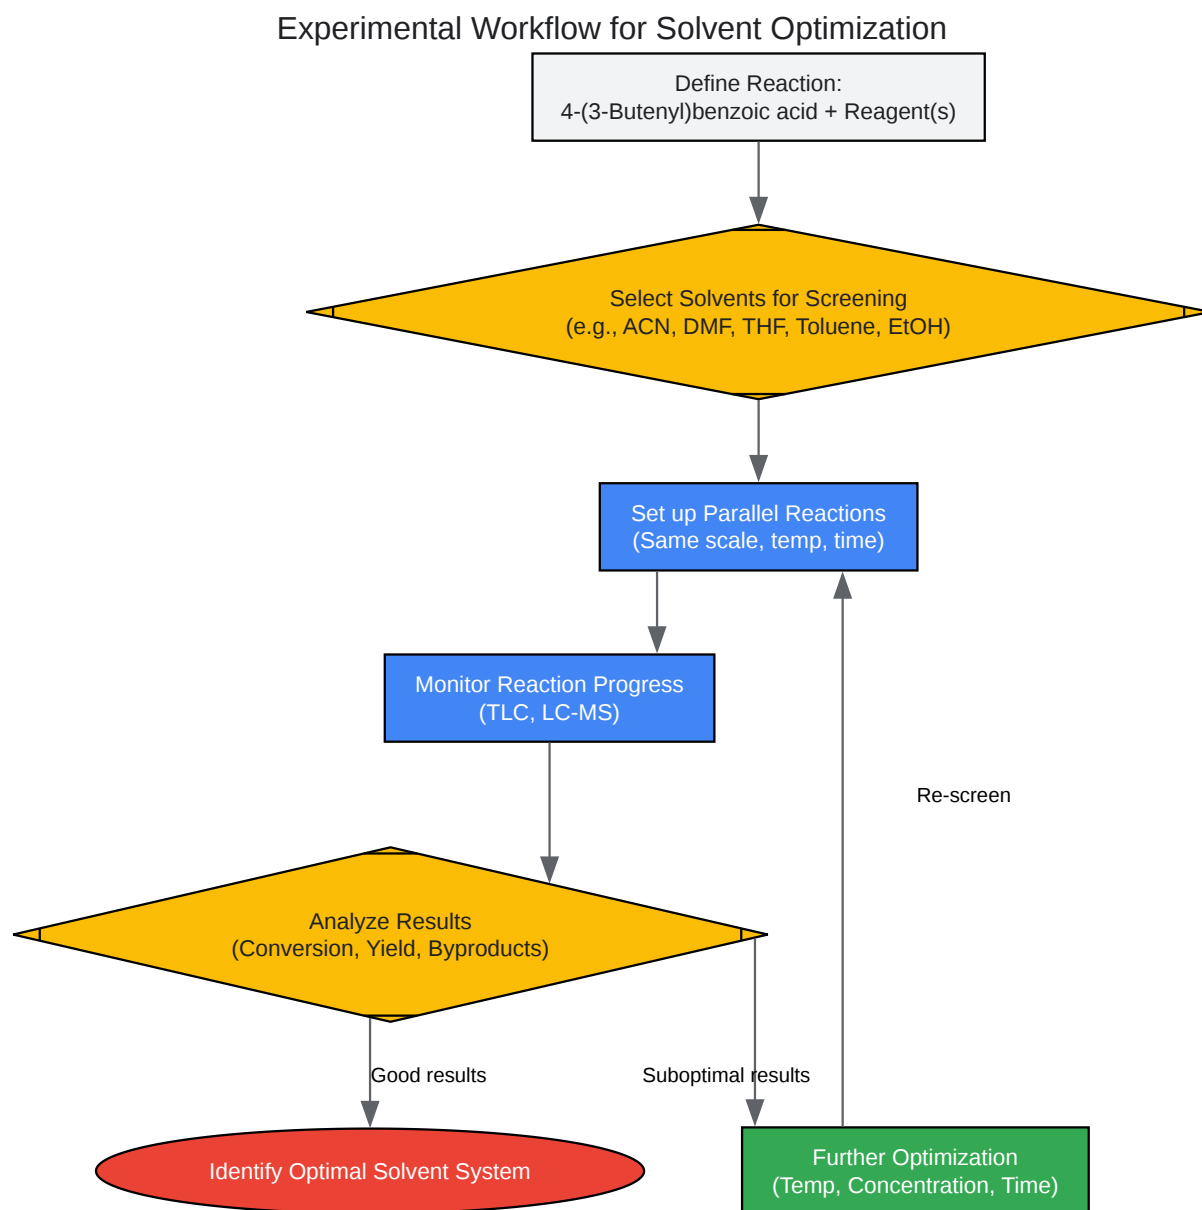 Experimental Workflow for Solvent Optimization
Define Reaction:
4-(3-Butenyl)benzoic acid + Reagent(s)
Select Solvents for Screening
(e.g., ACN, DMF, THF, Toluene, EtOH)
Set up Parallel Reactions
(Same scale, temp, time)
Monitor Reaction Progress
(TLC, LC-MS)
Re-screen
Analyze Results
(Conversion, Yield, Byproducts)
Good results
Suboptimal results
Identify Optimal Solvent System
Further Optimization
(Temp, Concentration, Time)